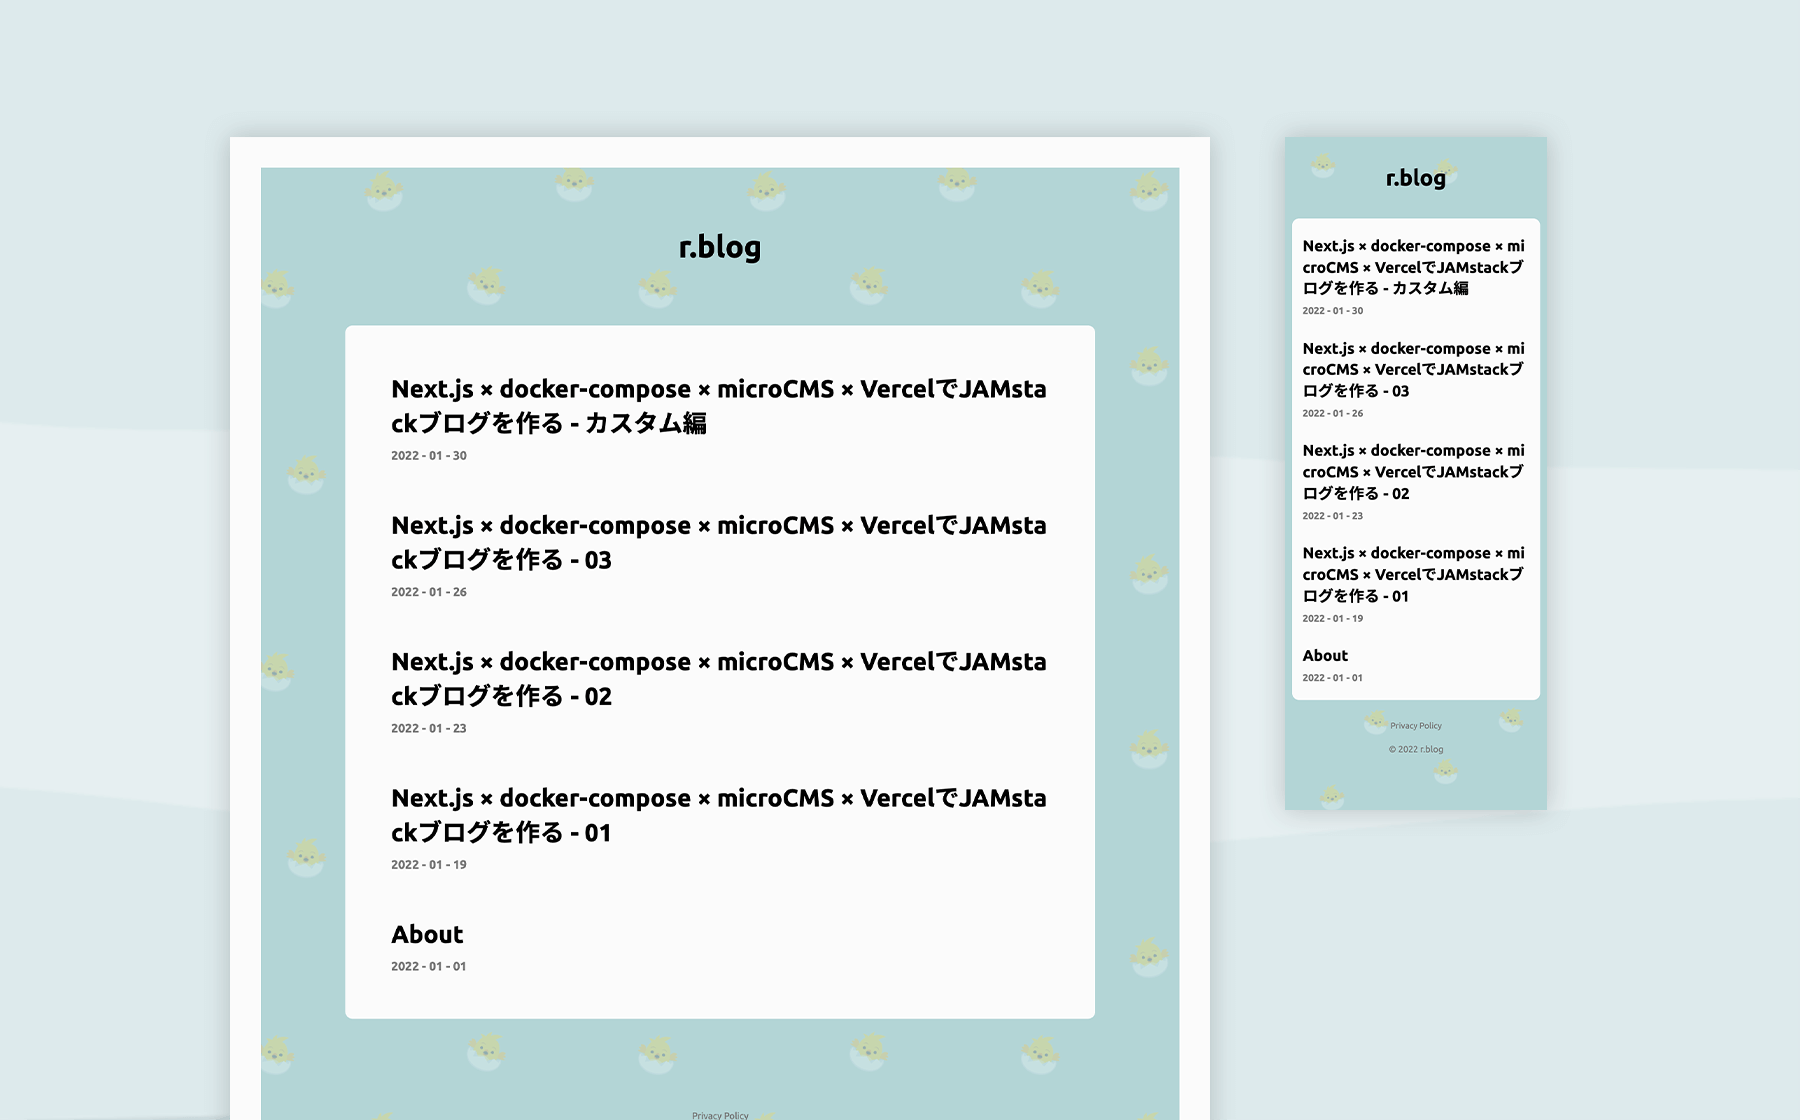 r.blog
Next.js × docker-compose × microCMS × VercelでJAMsta
ckブログを作る - カスタム編
2022 - 01 - 30
Next.js × docker-compose × microCMS × VercelでJAMsta
ckブログを作る - 03
2022 - 01 - 26
Next.js × docker-compose × microCMS × VercelでJAMsta
ckブログを作る - 02
2022 - 01 - 23
Next.js × docker-compose × microCMS × VercelでJAMsta
ckブログを作る - 01
2022 - 01 - 19
About
2022 - 01 - 01
Privacy Policy
r.blog
Next.js × docker-compose × mi
croCMS × VercelでJAMstackブ
ログを作る - カスタム編
2022 - 01 - 30
Next.js × docker-compose × mi
croCMS × VercelでJAMstackブ
ログを作る - 03
2022 - 01 - 26
Next.js × docker-compose × mi
croCMS × VercelでJAMstackブ
ログを作る - 02
2022 - 01 - 23
Next.js × docker-compose × mi
croCMS × VercelでJAMstackブ
ログを作る - 01
2022 - 01 - 19
About
2022 - 01 - 01
Privacy Policy
© 2022 r.blog